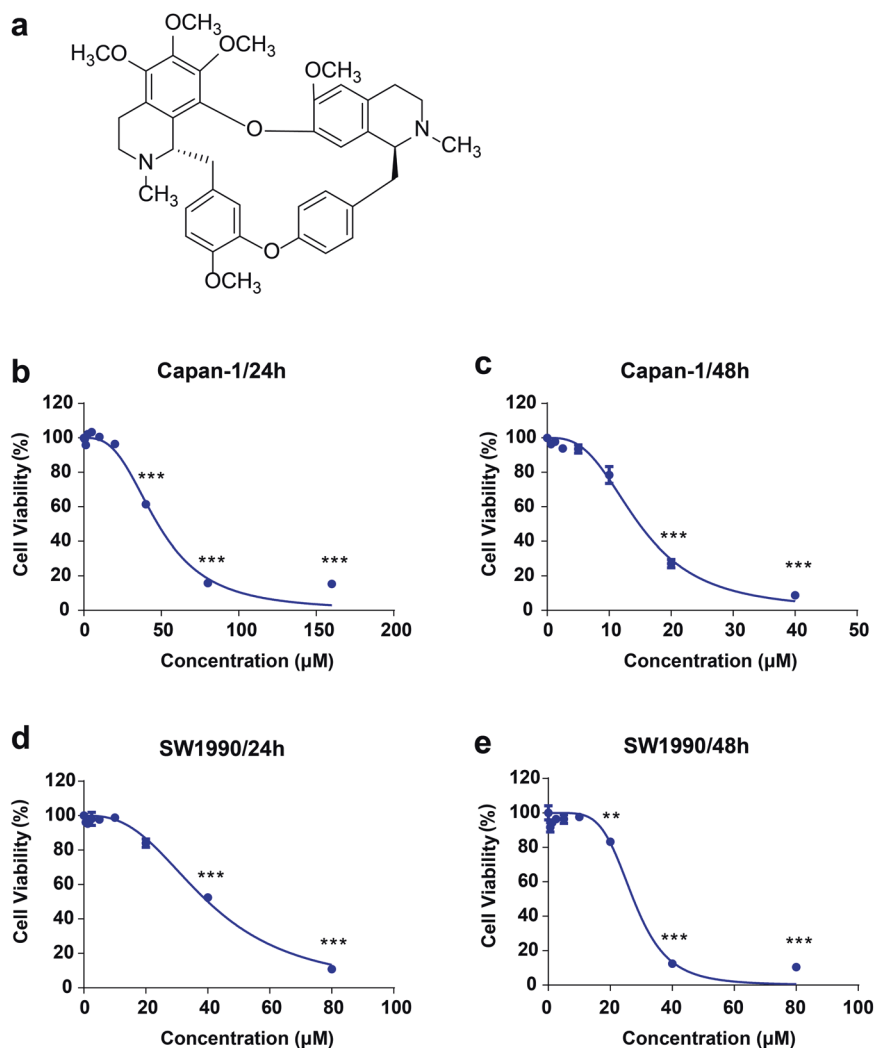 a
OCH3
H3CO
OCH3
OCH3
O
N
CH3
N
CH3
O
OCH3
b
Capan-1/24h
Cell Viability (%)
120
100
80
60
40
20
0
***
***
***
0 50 100 150 200
Concentration (µM)
c
Capan-1/48h
Cell Viability (%)
120
100
80
60
40
20
0
***
***
0 10 20 30 40 50
Concentration (µM)
d
SW1990/24h
Cell Viability (%)
120
100
80
60
40
20
0
***
***
0 20 40 60 80 100
Concentration (µM)
e
SW1990/48h
Cell Viability (%)
120
100
80
60
40
20
0
**
***
***
0 20 40 60 80 100
Concentration (µM)